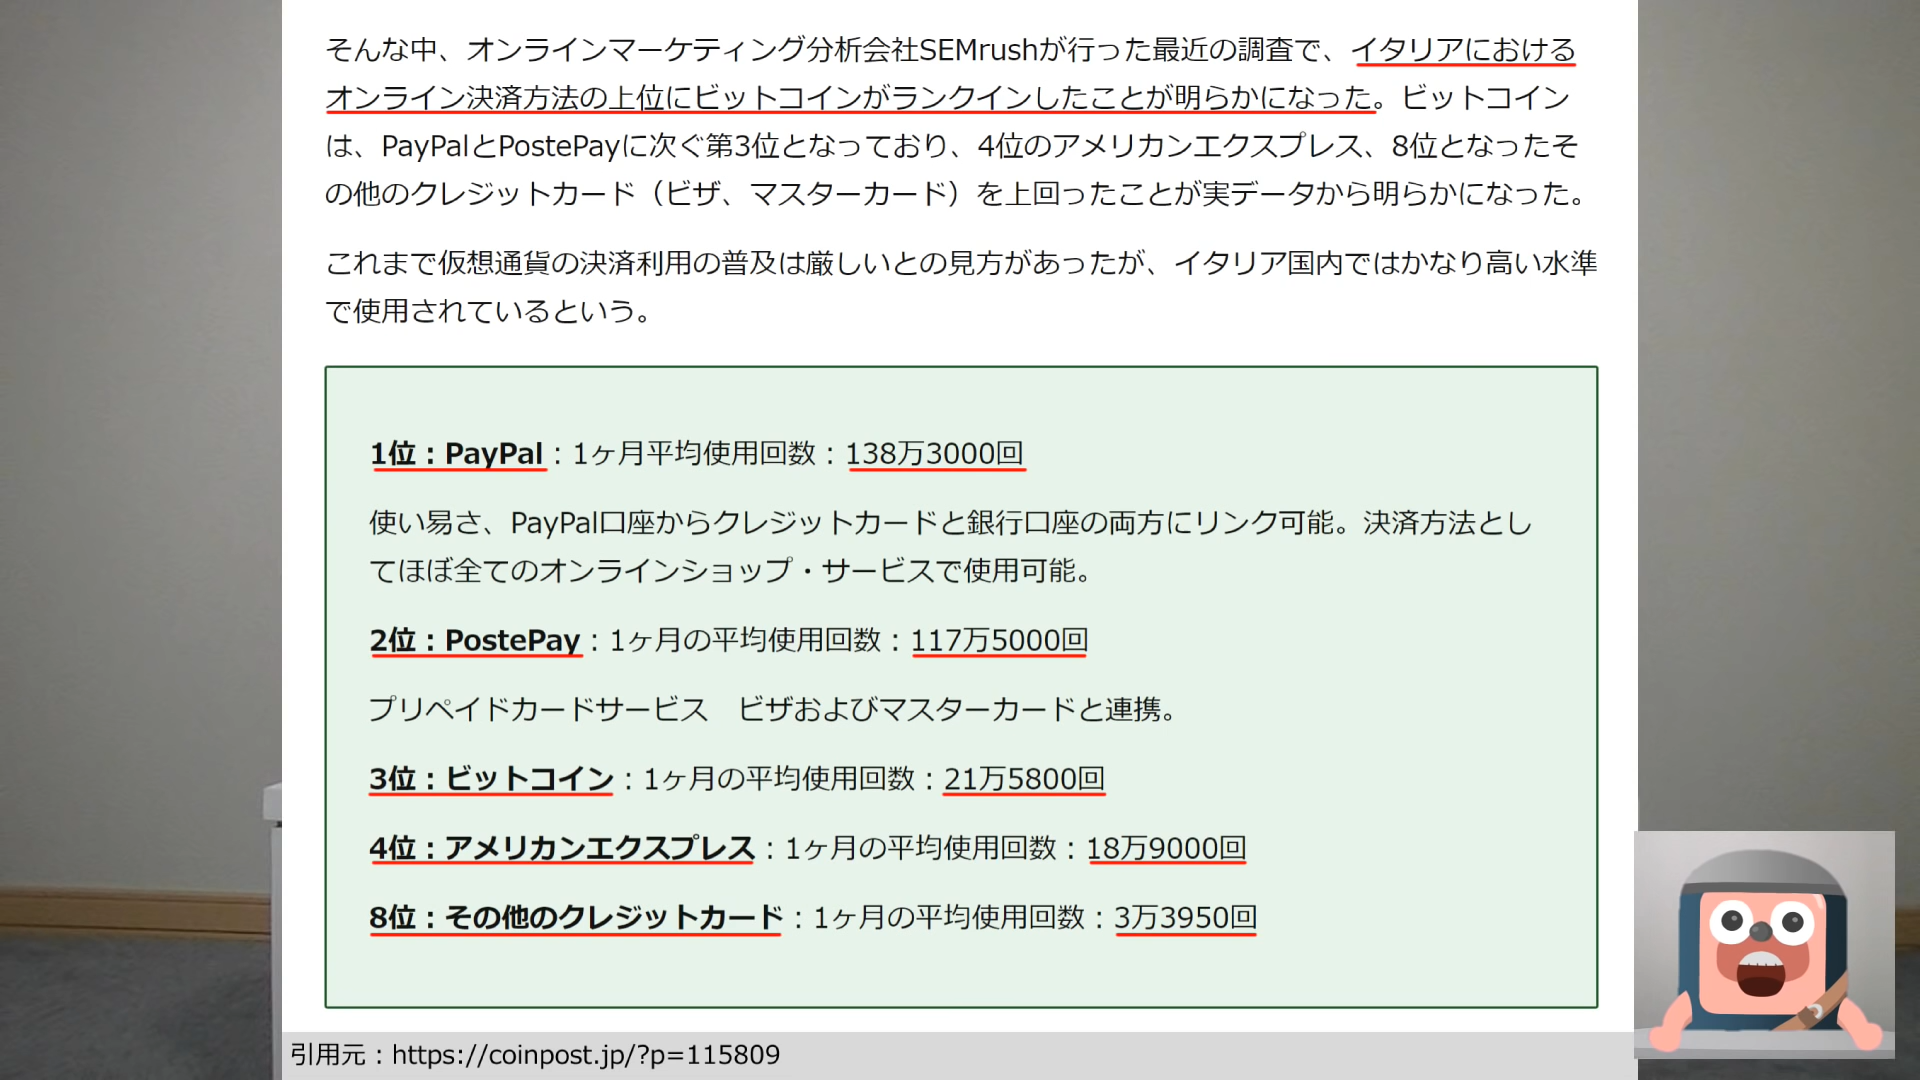 そんな中、オンラインマーケティング分析会社SEMrushが行った最近の調査で、イタリアにおける
オンライン決済方法の上位にビットコインがランクインしたことが明らかになった。ビットコイン
は、PayPalとPostePayに次ぐ第3位となっており、4位のアメリカンエクスプレス、8位となったそ
の他のクレジットカード（ビザ、マスターカード）を上回ったことが実データから明らかになった。
これまで仮想通貨の決済利用の普及は厳しいとの見方があったが、イタリア国内ではかなり高い水準
で使用されているという。
1位：PayPal：1ヶ月平均使用回数：138万3000回
使い易さ、PayPal口座からクレジットカードと銀行口座の両方にリンク可能。決済方法とし
てほぼ全てのオンラインショップ・サービスで使用可能。
2位：PostePay：1ヶ月の平均使用回数：117万5000回
プリペイドカードサービス　ビザおよびマスターカードと連携。
3位：ビットコイン：1ヶ月の平均使用回数：21万5800回
4位：アメリカンエクスプレス：1ヶ月の平均使用回数：18万9000回
8位：その他のクレジットカード：1ヶ月の平均使用回数：3万3950回
引用元：https://coinpost.jp/?p=115809